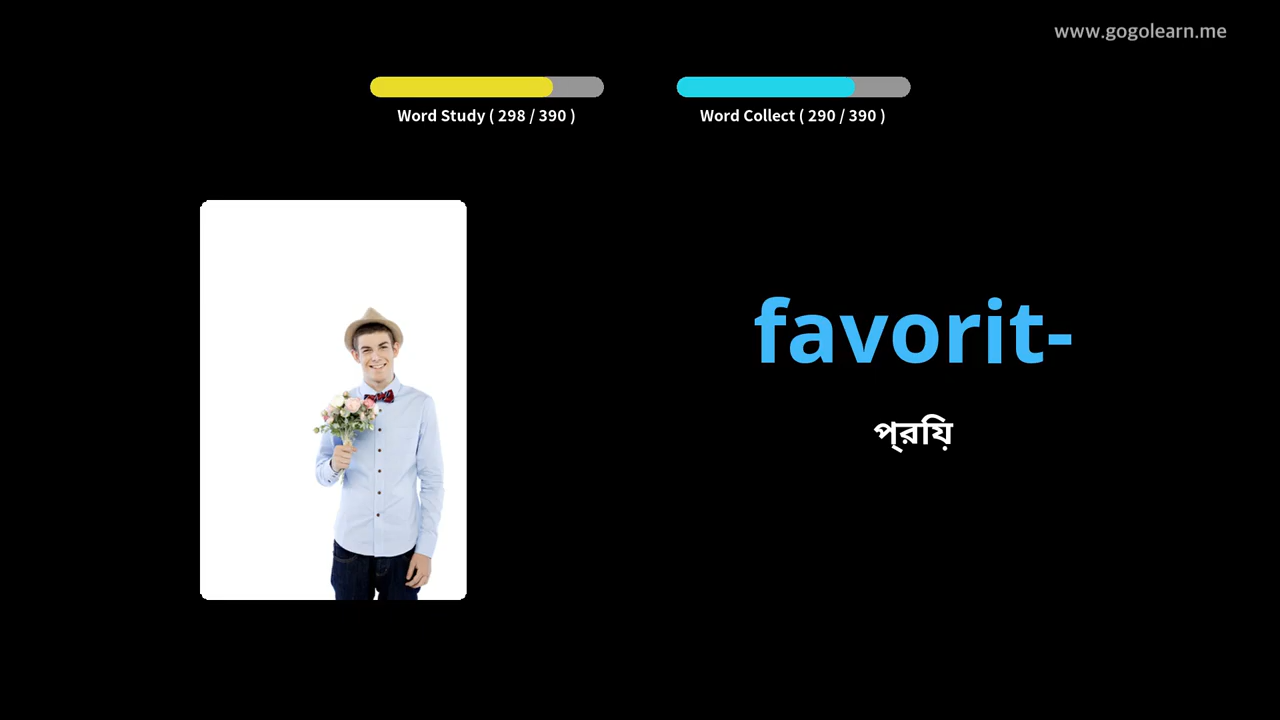 www.gogolearn.me
Word Study ( 298 / 390 )
Word Collect ( 290 / 390 )
favorit-
প্রিয়